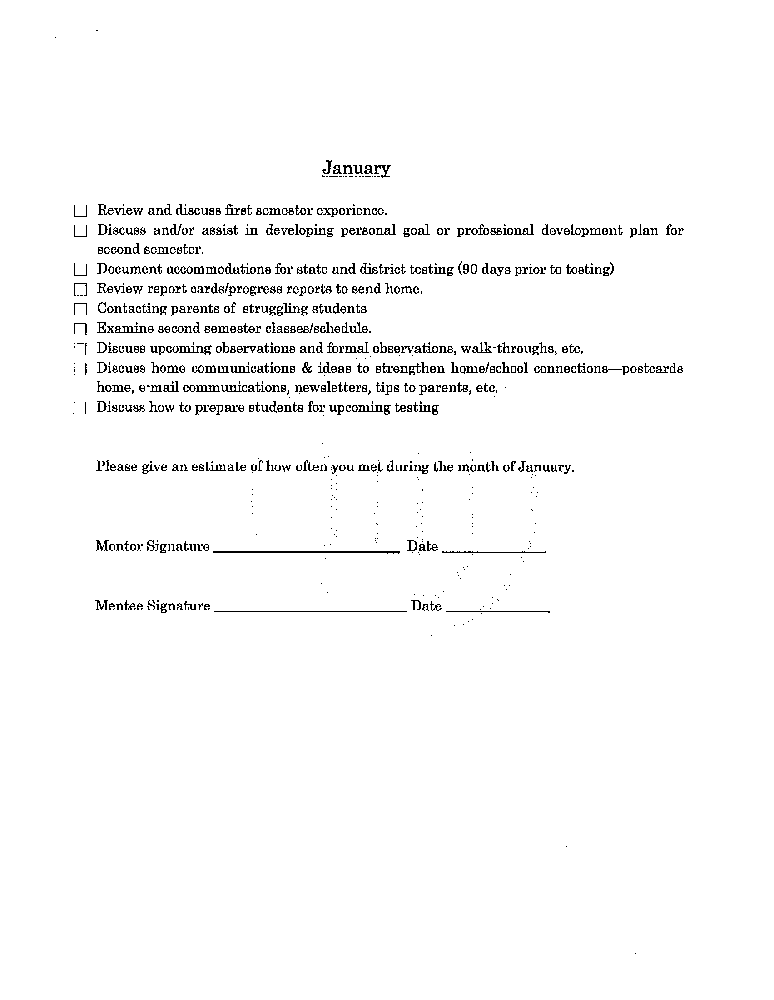 January
☐ Review and discuss first semester experience.
☐ Discuss and/or assist in developing personal goal or professional development plan for
second semester.
☐ Document accommodations for state and district testing (90 days prior to testing)
☐ Review report cards/progress reports to send home.
☐ Contacting parents of struggling students
☐ Examine second semester classes/schedule.
☐ Discuss upcoming observations and formal observations, walk-throughs, etc.
☐ Discuss home communications & ideas to strengthen home/school connections—postcards
home, e-mail communications, newsletters, tips to parents, etc.
☐ Discuss how to prepare students for upcoming testing
Please give an estimate of how often you met during the month of January.
Mentor Signature ____________________ Date ____________
Mentee Signature ____________________ Date ____________